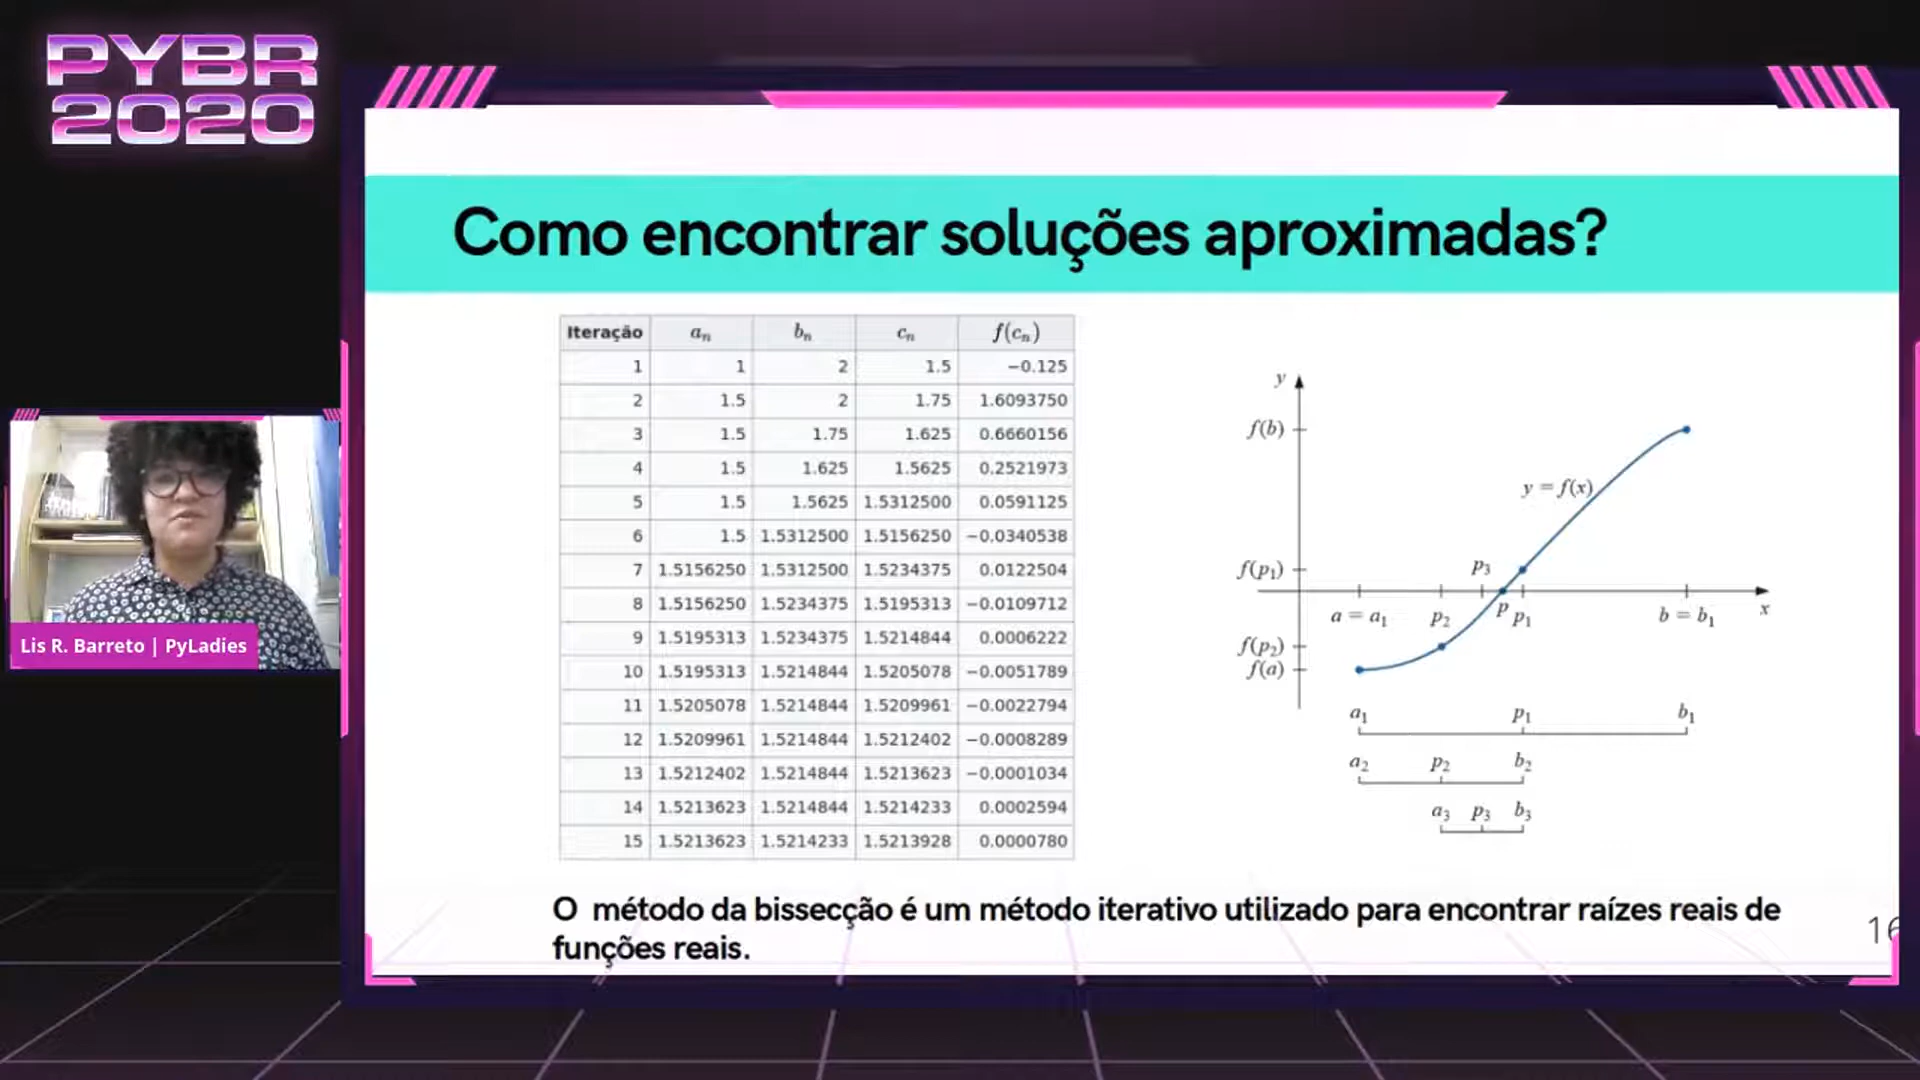 PYBR
2020
Como encontrar soluções aproximadas?
Iteração aₙ bₙ cₙ f(cₙ)
1 1 2 1.5 −0.125
2 1.5 2 1.75 1.6093750
3 1.5 1.75 1.625 0.6660156
4 1.5 1.625 1.5625 0.2521973
5 1.5 1.5625 1.5312500 0.0591125
6 1.5 1.5312500 1.5156250 −0.0340538
7 1.5156250 1.5312500 1.5234375 0.0122504
8 1.5156250 1.5234375 1.5195313 −0.0109712
9 1.5195313 1.5234375 1.5214844 0.0006222
10 1.5195313 1.5214844 1.5205078 −0.0051789
11 1.5205078 1.5214844 1.5209961 −0.0022794
12 1.5209961 1.5214844 1.5212402 −0.0008289
13 1.5212402 1.5214844 1.5213623 −0.0001034
14 1.5213623 1.5214844 1.5214233 0.0002594
15 1.5213623 1.5214233 1.5213928 0.0000780
y
f(b)
y = f(x)
f(p₁) p₃
a = a₁ p₂ p p₁ b = b₁ x
f(p₂)
f(a)
a₁ p₁ b₁
a₂ p₂ b₂
a₃ p₃ b₃
Lis R. Barreto | PyLadies
O método da bissecção é um método iterativo utilizado para encontrar raízes reais de
funções reais.
16